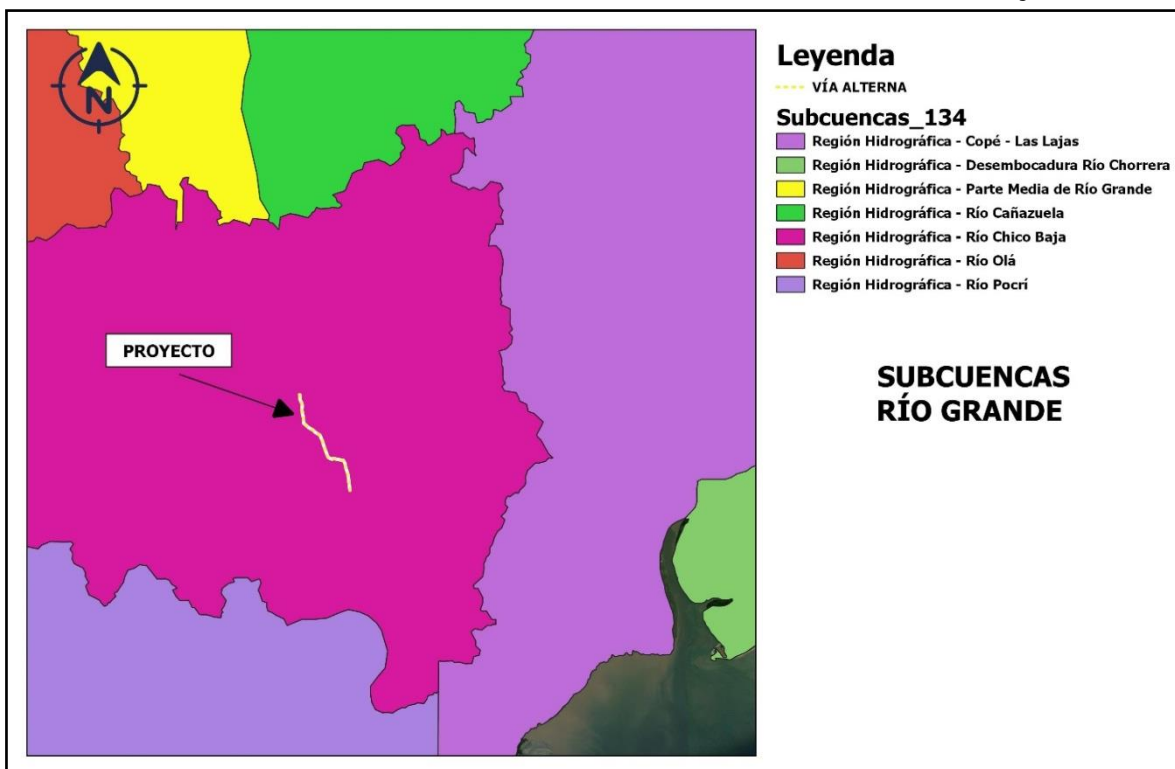 N
PROYECTO
Leyenda
VÍA ALTERNA
Subcuencas_134
Región Hidrográfica - Copé - Las Lajas
Región Hidrográfica - Desembocadura Río Chorrera
Región Hidrográfica - Parte Media de Río Grande
Región Hidrográfica - Río Cañazuela
Región Hidrográfica - Río Chico Baja
Región Hidrográfica - Río Olá
Región Hidrográfica - Río Pocrí
SUBCUENCAS
RÍO GRANDE